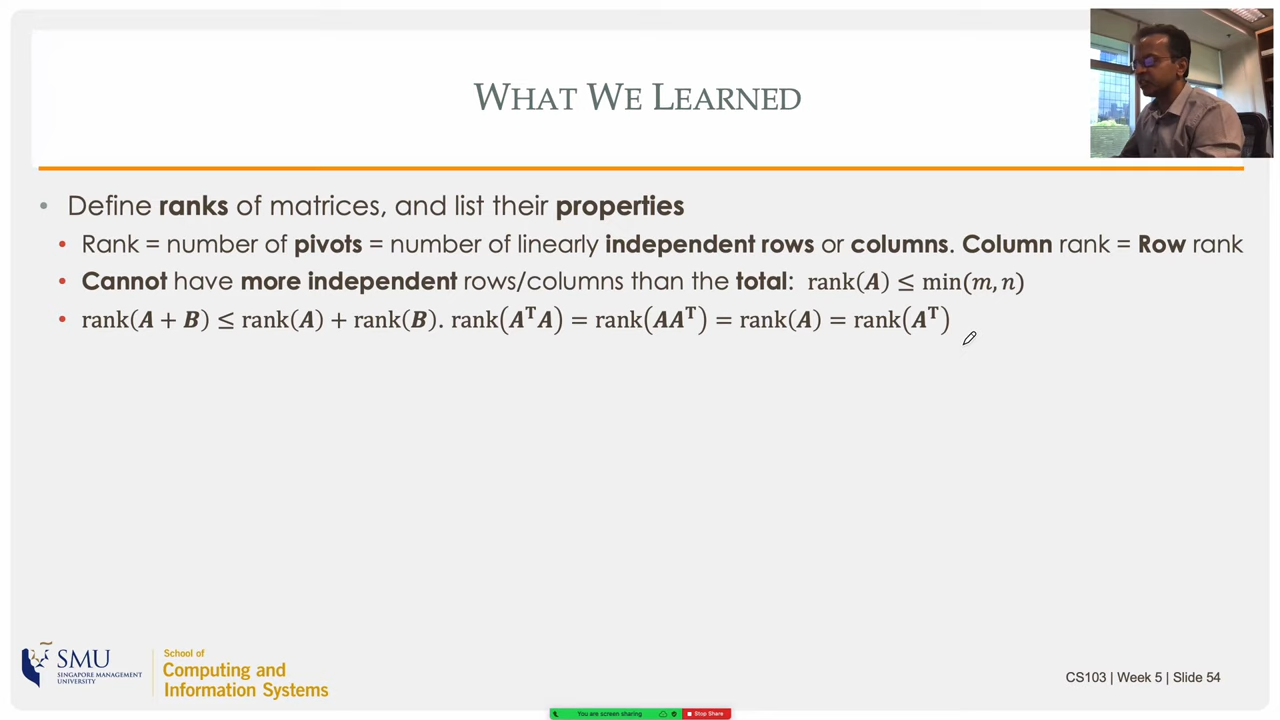 WHAT WE LEARNED
• Define ranks of matrices, and list their properties
• Rank = number of pivots = number of linearly independent rows or columns. Column rank = Row rank
• Cannot have more independent rows/columns than the total: rank(𝑨) ≤ min(𝑚, 𝑛)
• rank(𝑨 + 𝑩) ≤ rank(𝑨) + rank(𝑩). rank(𝑨ᵀ𝑨) = rank(𝑨𝑨ᵀ) = rank(𝑨) = rank(𝑨ᵀ)
SMU
SINGAPORE MANAGEMENT
UNIVERSITY
School of
Computing and
Information Systems
CS103 | Week 5 | Slide 54
You are screen sharing
Stop Share